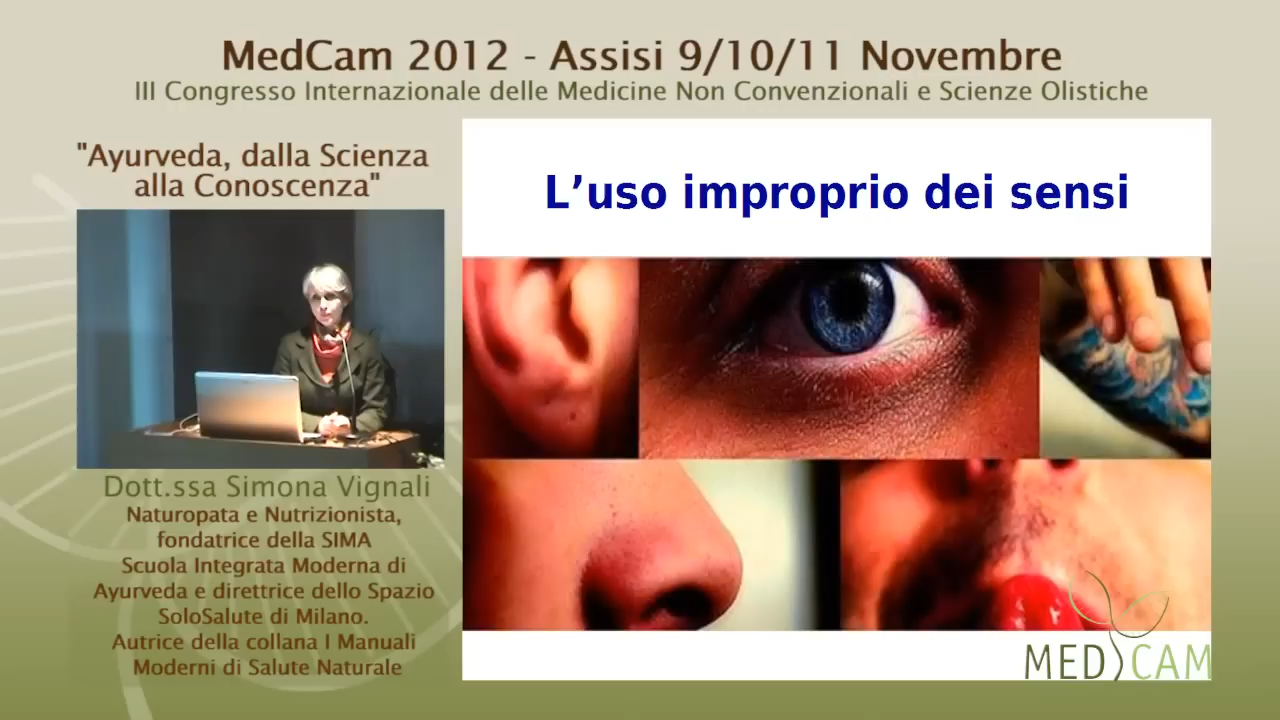 MedCam 2012 - Assisi 9/10/11 Novembre
III Congresso Internazionale delle Medicine Non Convenzionali e Scienze Olistiche
"Ayurveda, dalla Scienza
alla Conoscenza"
L’uso improprio dei sensi
Dott.ssa Simona Vignali
Naturopata e Nutrizionista,
fondatrice della SIMA
Scuola Integrata Moderna di
Ayurveda e direttrice dello Spazio
SoloSalute di Milano.
Autrice della collana I Manuali
Moderni di Salute Naturale
MED CAM